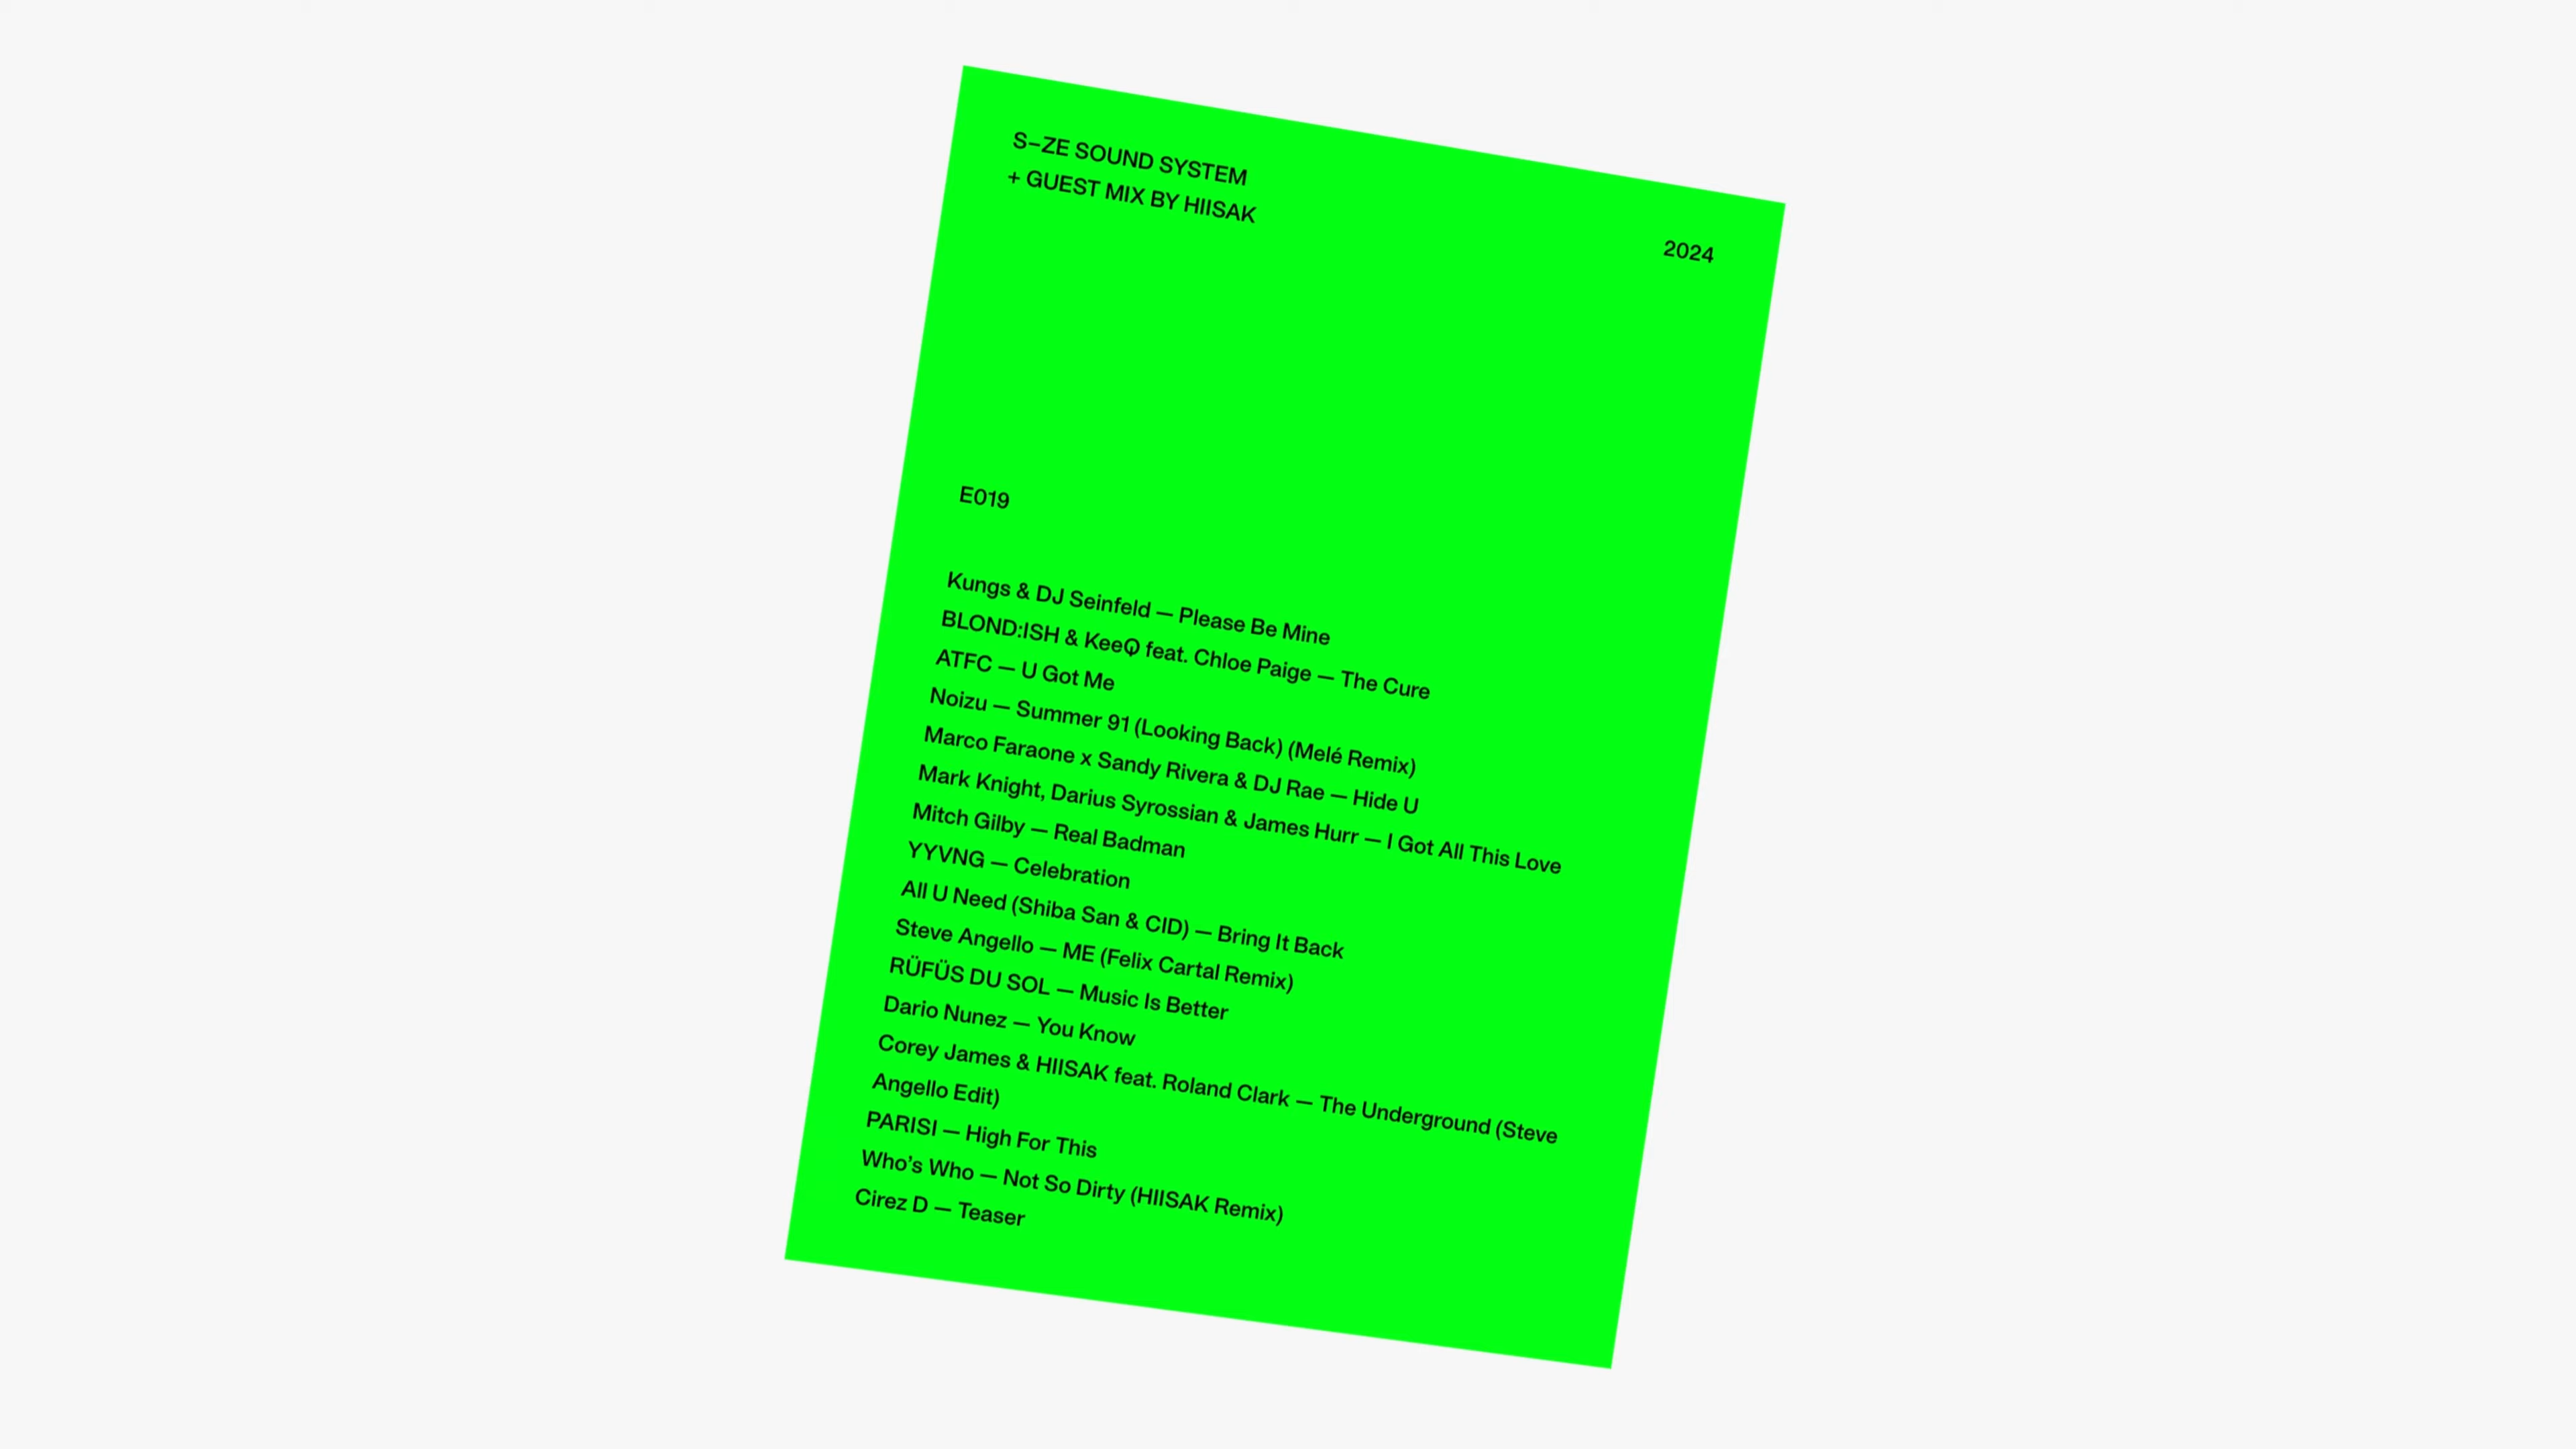 S–ZE SOUND SYSTEM
+ GUEST MIX BY HIISAK
2024
E019
Kungs & DJ Seinfeld — Please Be Mine
BLOND:ISH & KeeQ feat. Chloe Paige — The Cure
ATFC — U Got Me
Noizu — Summer 91 (Looking Back) (Melé Remix)
Marco Faraone x Sandy Rivera & DJ Rae — Hide U
Mark Knight, Darius Syrossian & James Hurr — I Got All This Love
Mitch Gilby — Real Badman
YYVNG — Celebration
All U Need (Shiba San & CID) — Bring It Back
Steve Angello — ME (Felix Cartal Remix)
RÜFÜS DU SOL — Music Is Better
Dario Nunez — You Know
Corey James & HIISAK feat. Roland Clark — The Underground (Steve
Angello Edit)
PARISI — High For This
Who’s Who — Not So Dirty (HIISAK Remix)
Cirez D — Teaser